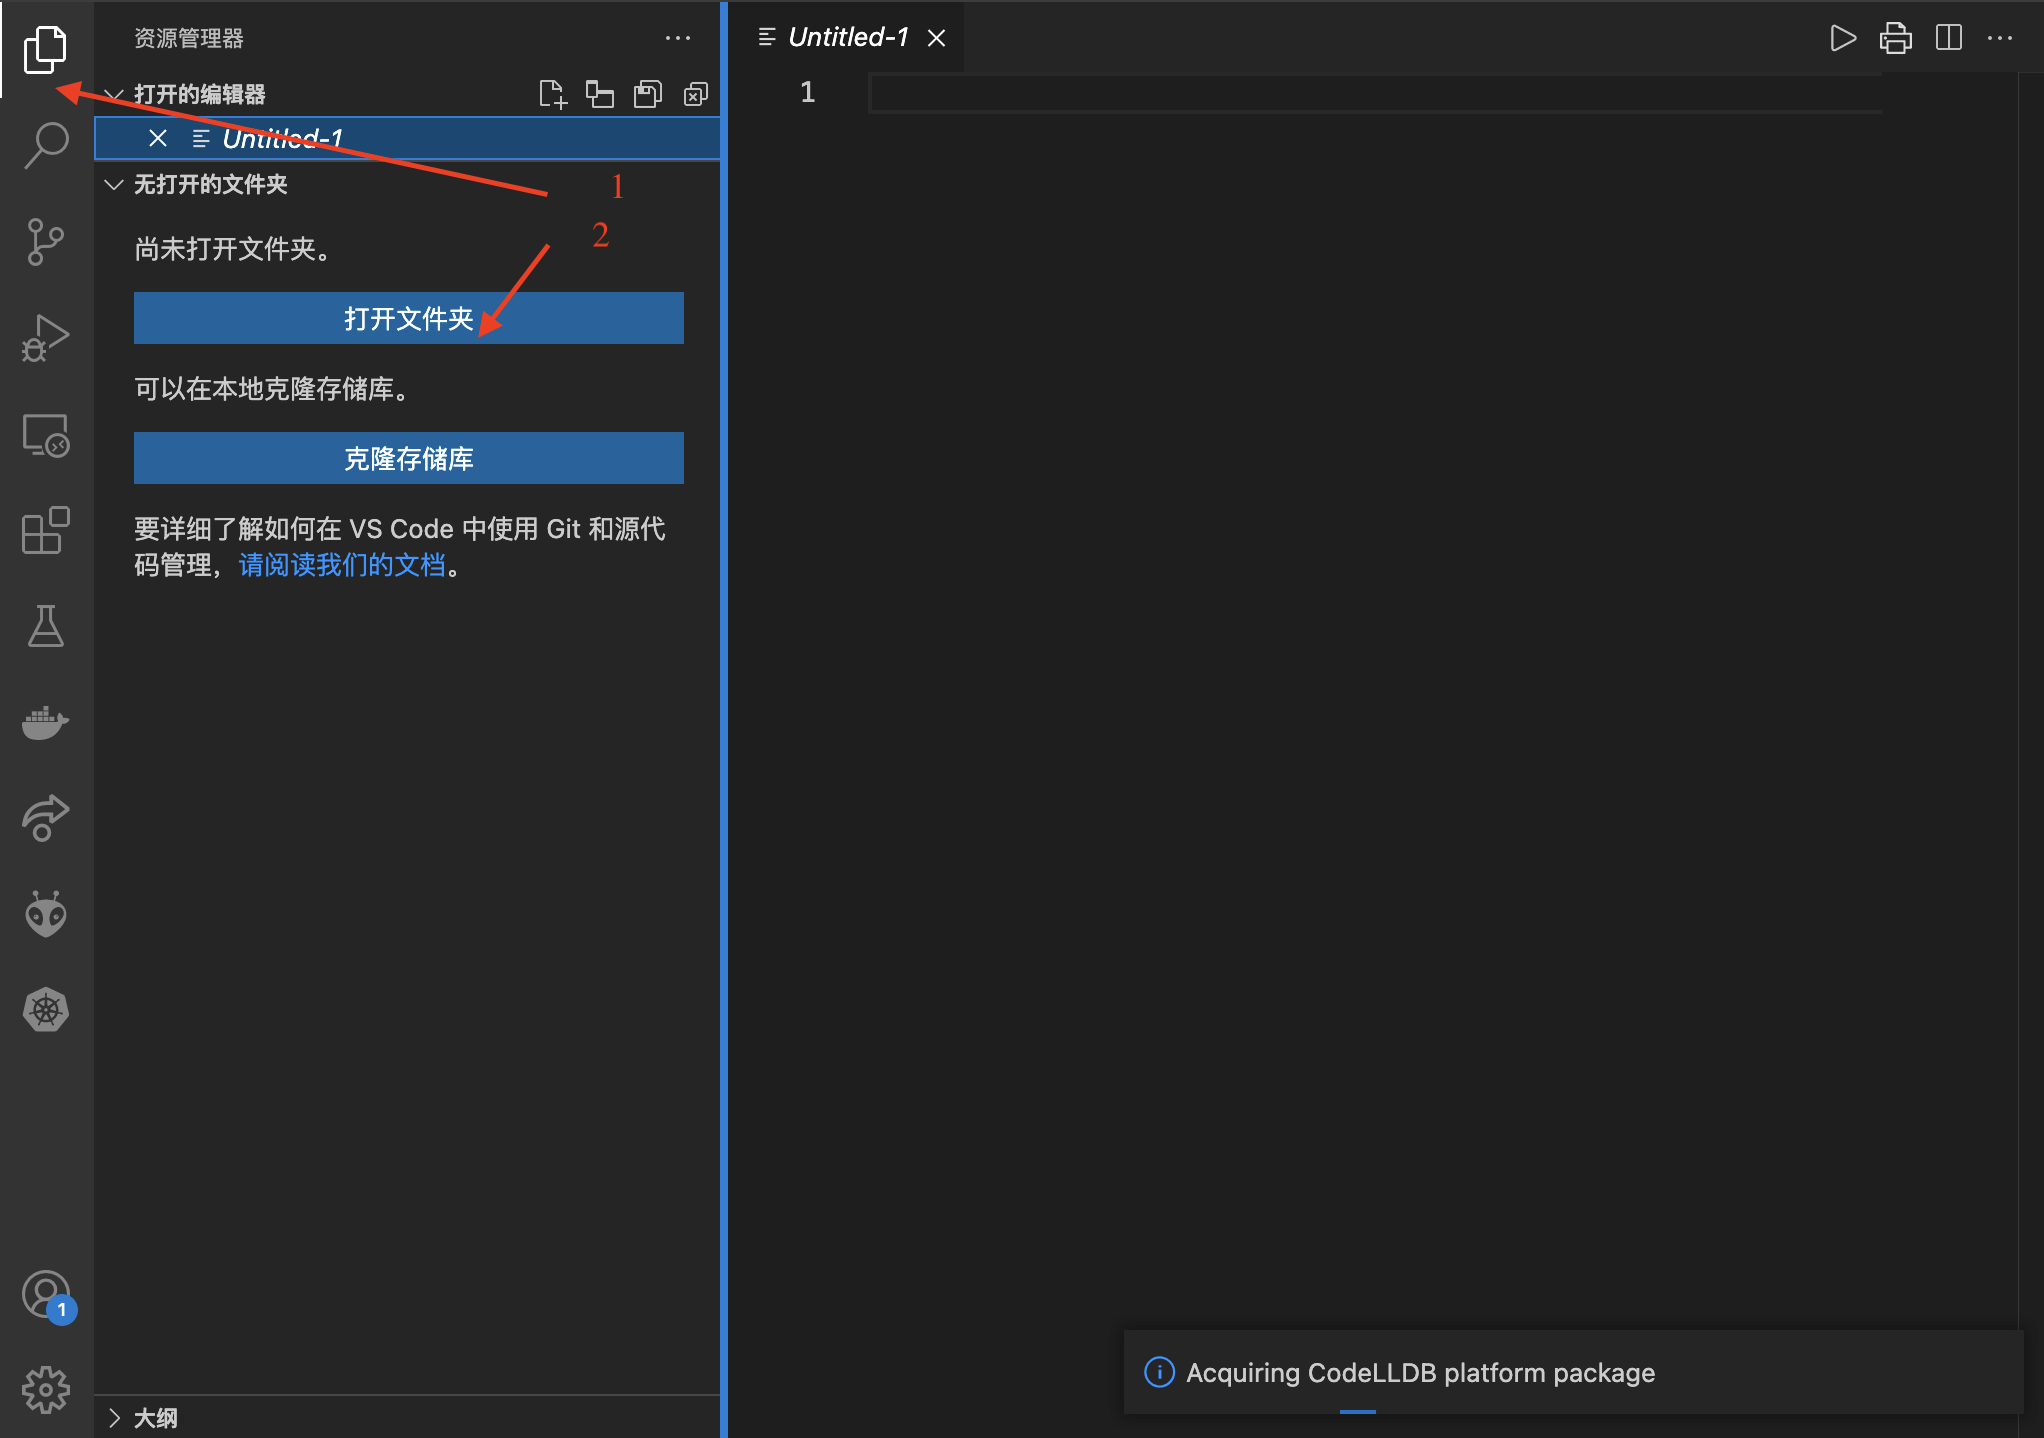 资源管理器
Untitled-1
打开的编辑器
1
Untitled-1
无打开的文件夹
1
2
尚未打开文件夹。
打开文件夹
可以在本地克隆存储库。
克隆存储库
要详细了解如何在 VS Code 中使用 Git 和源代
码管理，请阅读我们的文档。
1
Acquiring CodeLLDB platform package
大纲